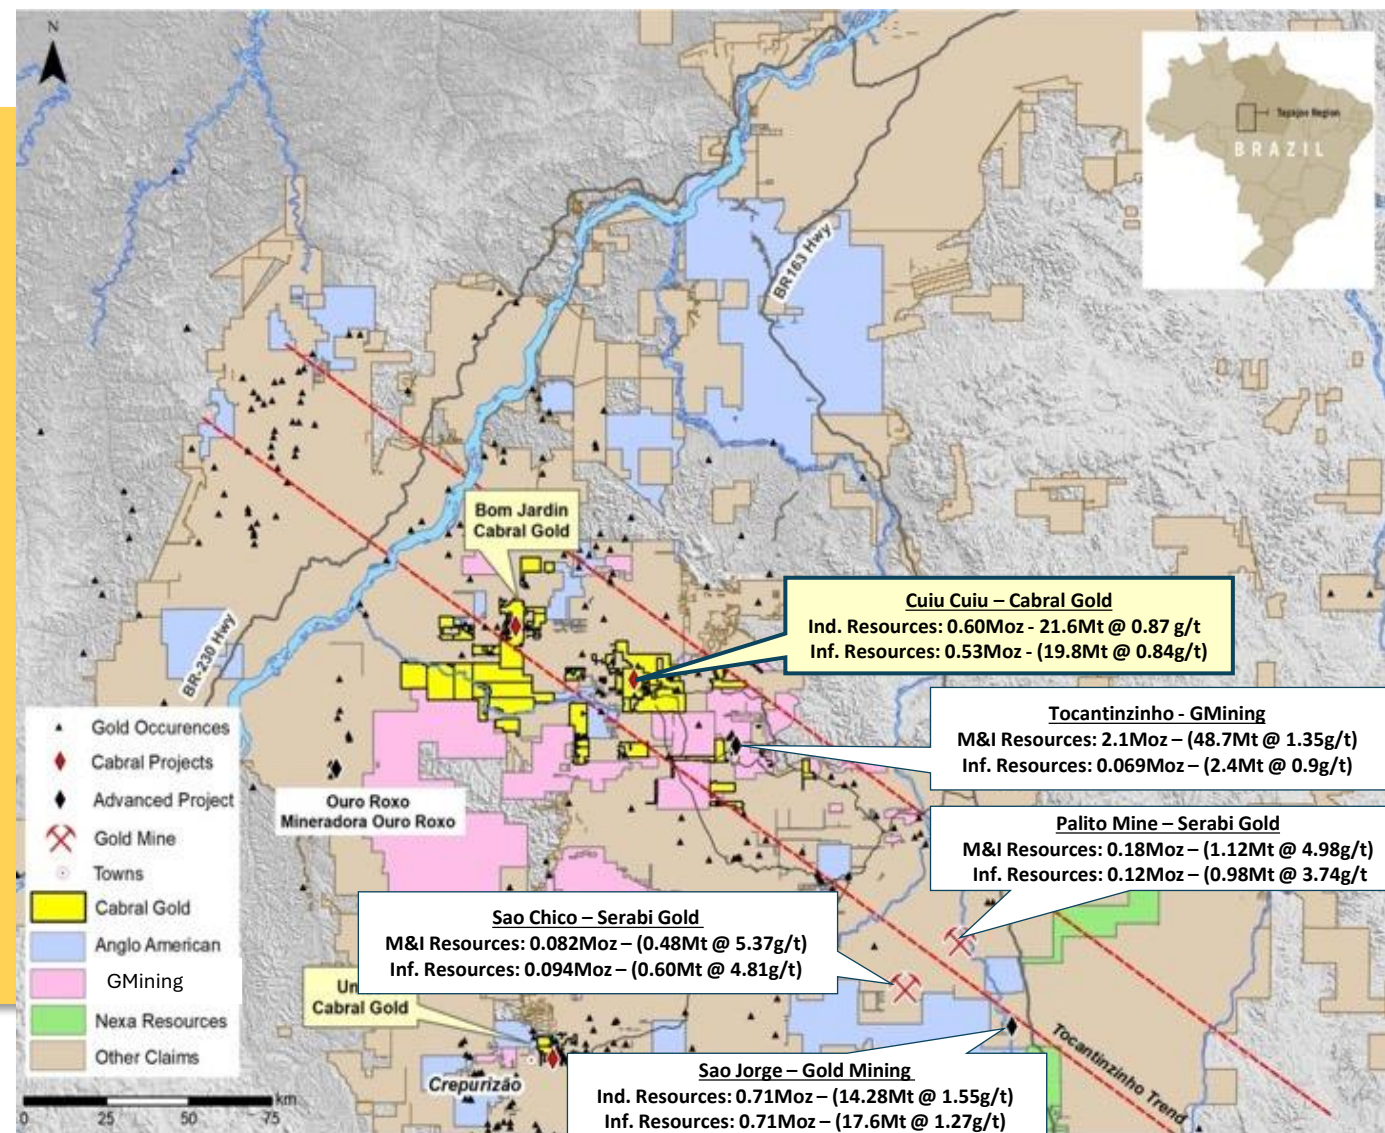 N
Tapajos Region
BRAZIL
BR163 Hwy
Bom Jardin
Cabral Gold
BR-230 Hwy
Cuiu Cuiu – Cabral Gold
Ind. Resources: 0.60Moz - 21.6Mt @ 0.87 g/t
Inf. Resources: 0.53Moz - (19.8Mt @ 0.84g/t)
Tocantinzinho - GMining
M&I Resources: 2.1Moz – (48.7Mt @ 1.35g/t)
Inf. Resources: 0.069Moz – (2.4Mt @ 0.9g/t)
Ouro Roxo
Mineradora Ouro Roxo
Palito Mine – Serabi Gold
M&I Resources: 0.18Moz – (1.12Mt @ 4.98g/t)
Inf. Resources: 0.12Moz – (0.98Mt @ 3.74g/t
Sao Chico – Serabi Gold
M&I Resources: 0.082Moz – (0.48Mt @ 5.37g/t)
Inf. Resources: 0.094Moz – (0.60Mt @ 4.81g/t)
Un
Cabral Gold
Crepurizão
Tocantinzinho Trend
Sao Jorge – Gold Mining
Ind. Resources: 0.71Moz – (14.28Mt @ 1.55g/t)
Inf. Resources: 0.71Moz – (17.6Mt @ 1.27g/t)
Gold Occurences
Cabral Projects
Advanced Project
Gold Mine
Towns
Cabral Gold
Anglo American
GMining
Nexa Resources
Other Claims
0 25 50 75 km